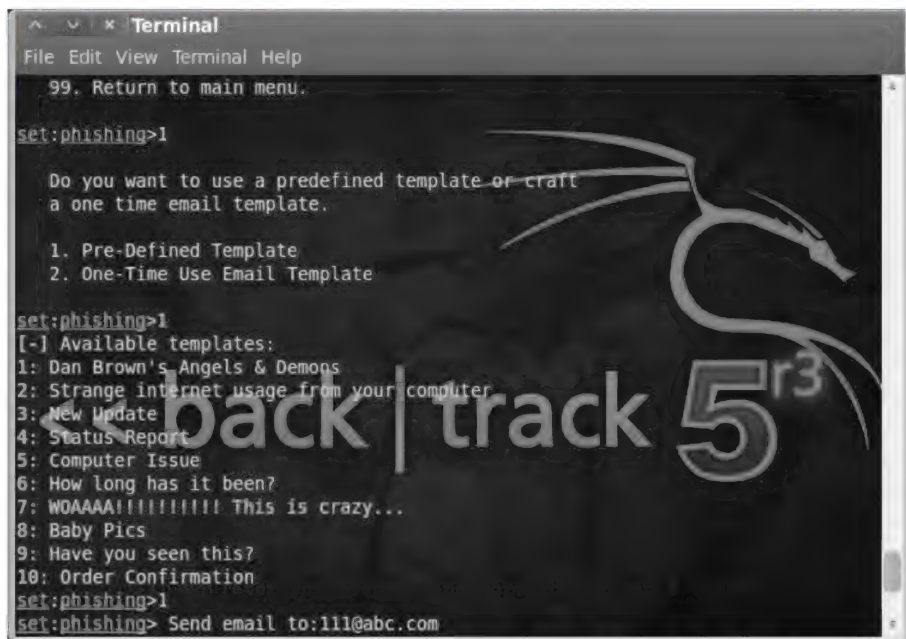 Terminal
File Edit View Terminal Help
99. Return to main menu.
set:phishing>1
Do you want to use a predefined template or craft
a one time email template.
1. Pre-Defined Template
2. One-Time Use Email Template
set:phishing>1
[-] Available templates:
1: Dan Brown's Angels & Demons
2: Strange internet usage from your computer
3: New Update
4: Status Report
5: Computer Issue
6: How long has it been?
7: WOAAAA!!!!!!!!!! This is crazy...
8: Baby Pics
9: Have you seen this?
10: Order Confirmation
set:phishing>1
set:phishing> Send email to:111@abc.com
<< back | track 5 r3